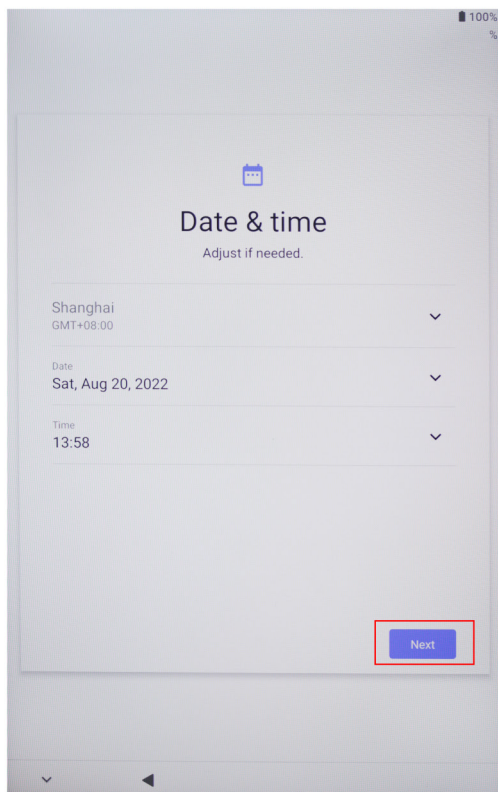 100%
%
Date & time
Adjust if needed.
Shanghai
GMT+08:00
Date
Sat, Aug 20, 2022
Time
13:58
Next